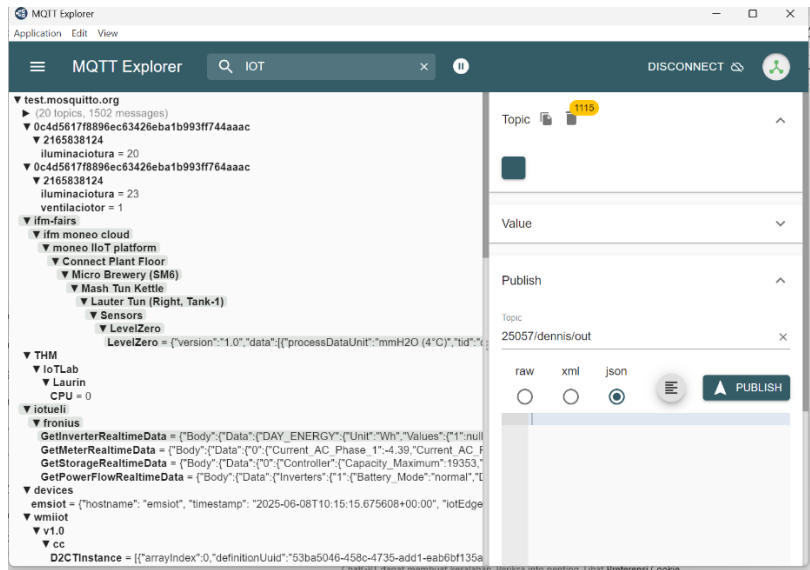 MQTT Explorer
Application Edit View
MQTT Explorer
IOT
DISCONNECT
test.mosquitto.org
(20 topics, 1502 messages)
0c4d5617f8896ec63426eba1b993ff744aaac
2165838124
iluminaciotura = 20
0c4d5617f8896ec63426eba1b993ff764aaac
2165838124
iluminaciotura = 23
ventilaciotor = 1
ifm-fairs
ifm moneo cloud
moneo IIoT platform
Connect Plant Floor
Micro Brewery (SM6)
Mash Tun Kettle
Lauter Tun (Right, Tank-1)
Sensors
LevelZero
LevelZero = {"version":"1.0","data":[{"processDataUnit":"mmH2O (4°C)","tid":"
THM
IoTLab
Laurin
CPU = 0
iotueli
fronius
GetInverterRealtimeData = {"Body":{"Data":{"DAY_ENERGY":{"Unit":"Wh","Values":{"1":null
GetMeterRealtimeData = {"Body":{"Data":{"0":{"Current_AC_Phase_1":-4.39,"Current_AC_
GetStorageRealtimeData = {"Body":{"Data":{"0":{"Controller":{"Capacity_Maximum":19353,"
GetPowerFlowRealtimeData = {"Body":{"Data":{"Inverters":{"1":{"Battery_Mode":"normal","
devices
emsiot = {"hostname": "emsiot", "timestamp": "2025-06-08T10:15:15.675608+00:00", "iotEdge
wmiiot
v1.0
cc
D2CTInstance = [{"arrayIndex":0,"definitionUuid":"53ba5046-458c-4735-add1-eab6bf135a
Topic
1115
Value
Publish
Topic
25057/dennis/out
raw xml json
PUBLISH